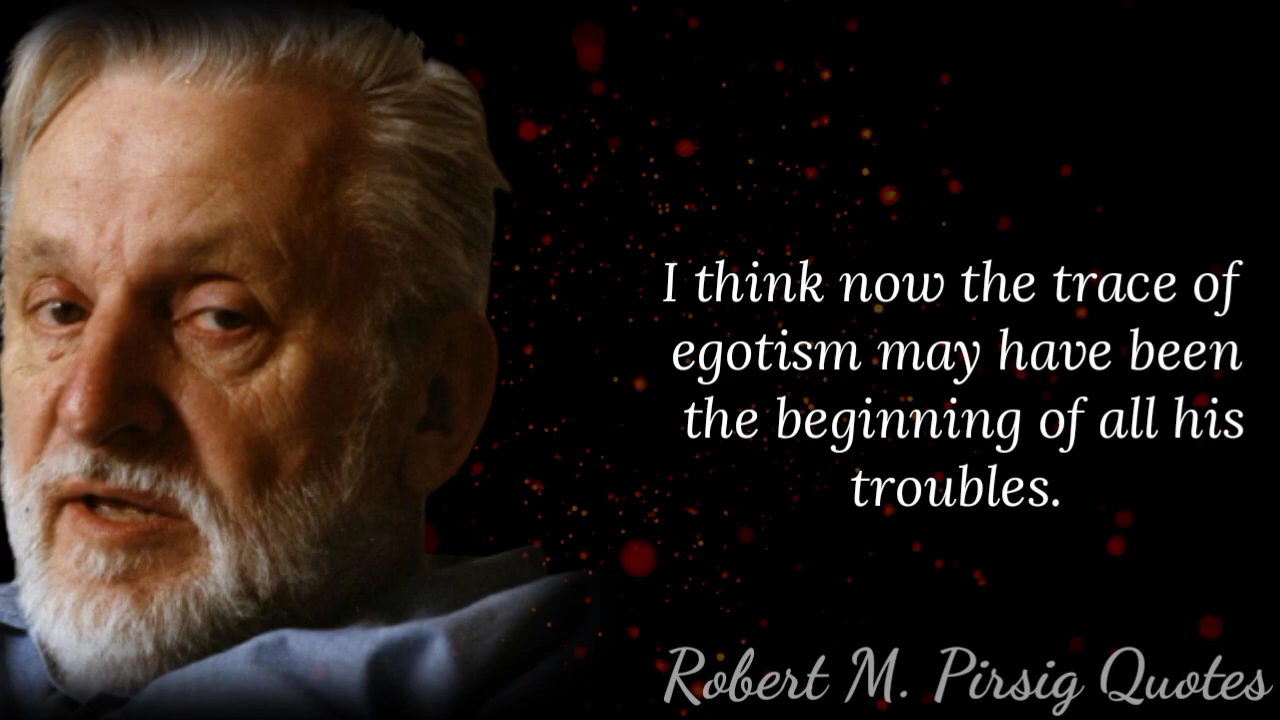 I think now the trace of
egotism may have been
the beginning of all his
troubles.
Robert M. Pirsig Quotes